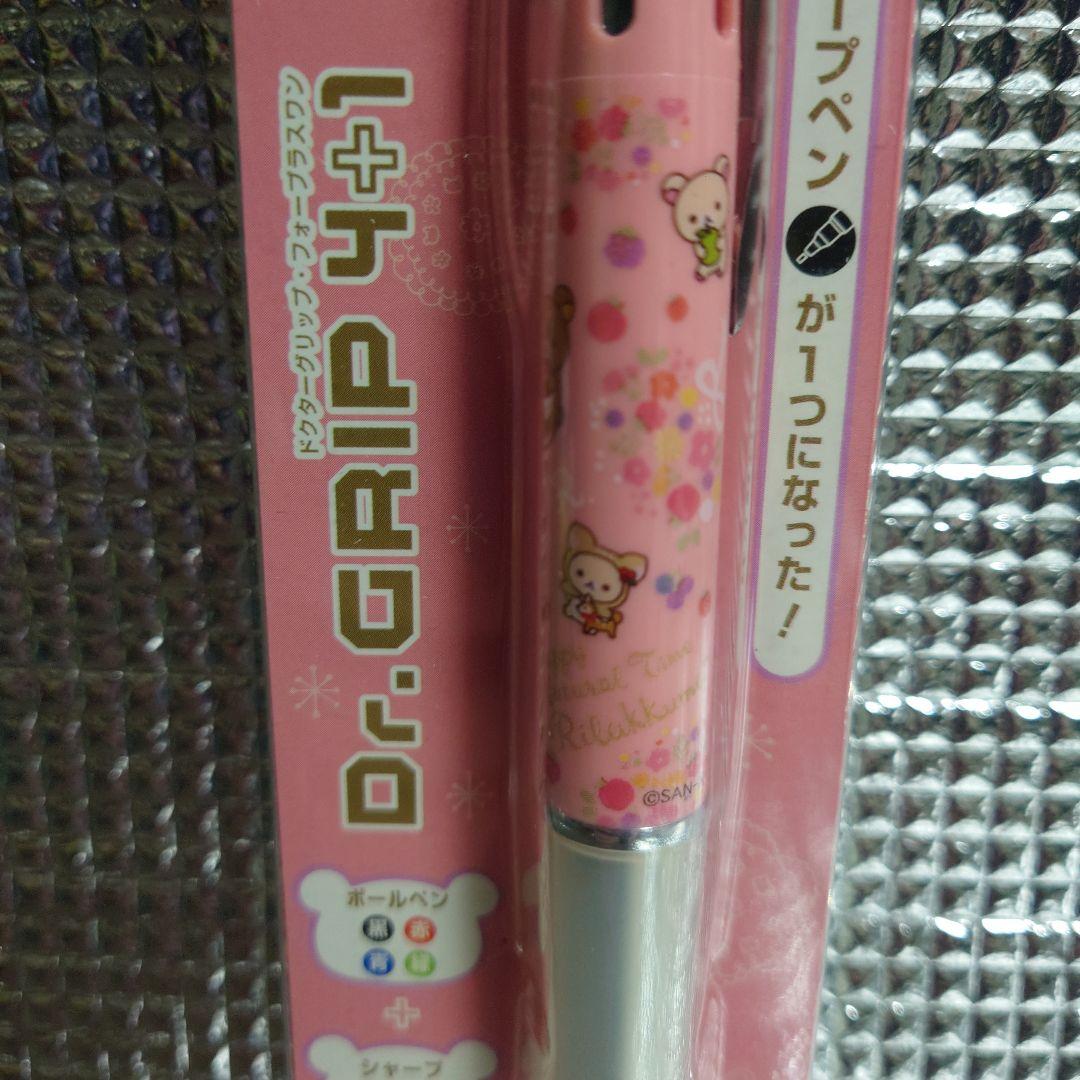 ドクターグリップ・フォープラスワン
Dr.GRIP 4+1
ボールペン
黒 赤
青 緑
+
シャープ
ープペン
が1つになった!
Time
Rilakkuma
©SAN-